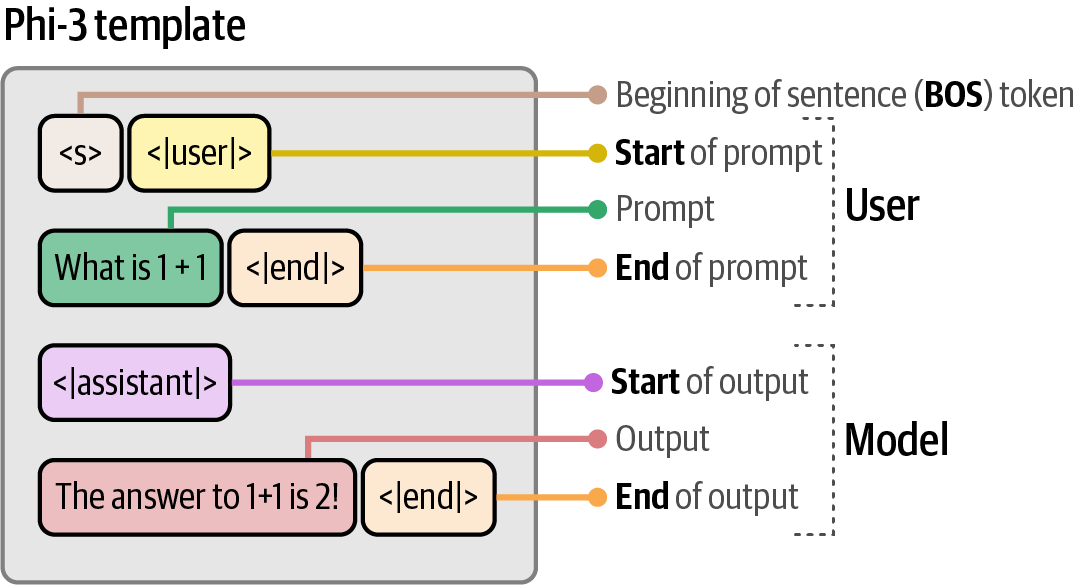 Phi-3 template
Beginning of sentence (BOS) token
<s> <|user|> Start of prompt
User
Prompt
What is 1 + 1 <|end|> End of prompt
<|assistant|> Start of output
Output
Model
The answer to 1+1 is 2! <|end|> End of output